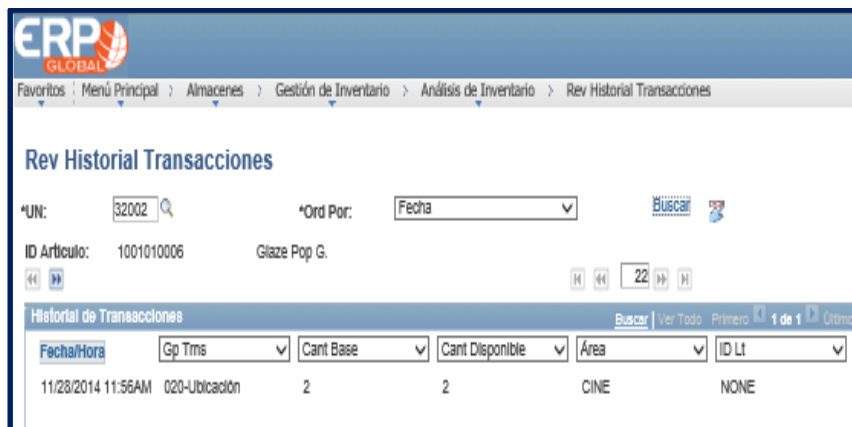 ERP
GLOBAL
Favoritos Menú Principal > Almacenes > Gestión de Inventario > Análisis de Inventario > Rev Historial Transacciones
Rev Historial Transacciones
*UN: 32002 *Ord Por: Fecha Buscar
ID Artículo: 1001010006 Glaze Pop G.
22
Historial de Transacciones Buscar | Ver Todo Primero 1 de 1 Último
Fecha/Hora Gp Trns Cant Base Cant Disponible Área ID Lt
11/28/2014 11:56AM 020-Ubicación 2 2 CINE NONE